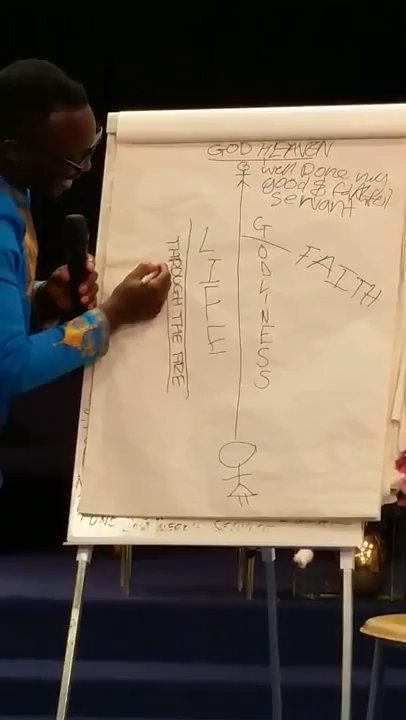 GOD HEAVEN
well Done my
good & faithful
servant
GODLINESS
FAITH
LIFE
THROUGH THE FIRE